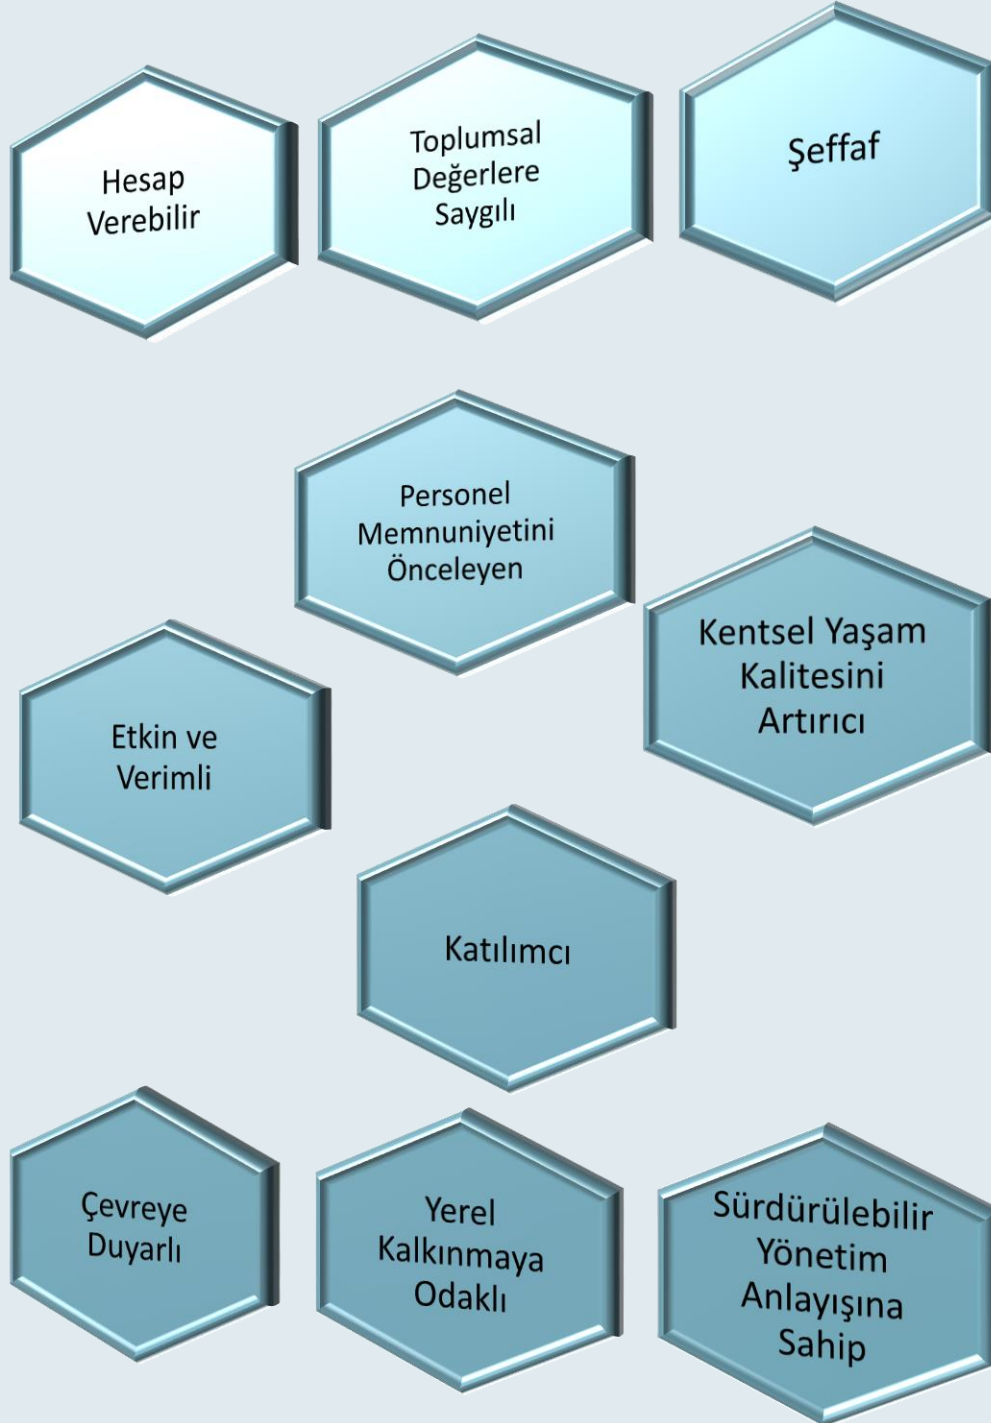 Hesap
Verebilir
Toplumsal
Değerlere
Saygılı
Şeffaf
Personel
Memnuniyetini
Önceleyen
Kentsel Yaşam
Kalitesini
Artırıcı
Etkin ve
Verimli
Katılımcı
Çevreye
Duyarlı
Yerel
Kalkınmaya
Odaklı
Sürdürülebilir
Yönetim
Anlayışına
Sahip